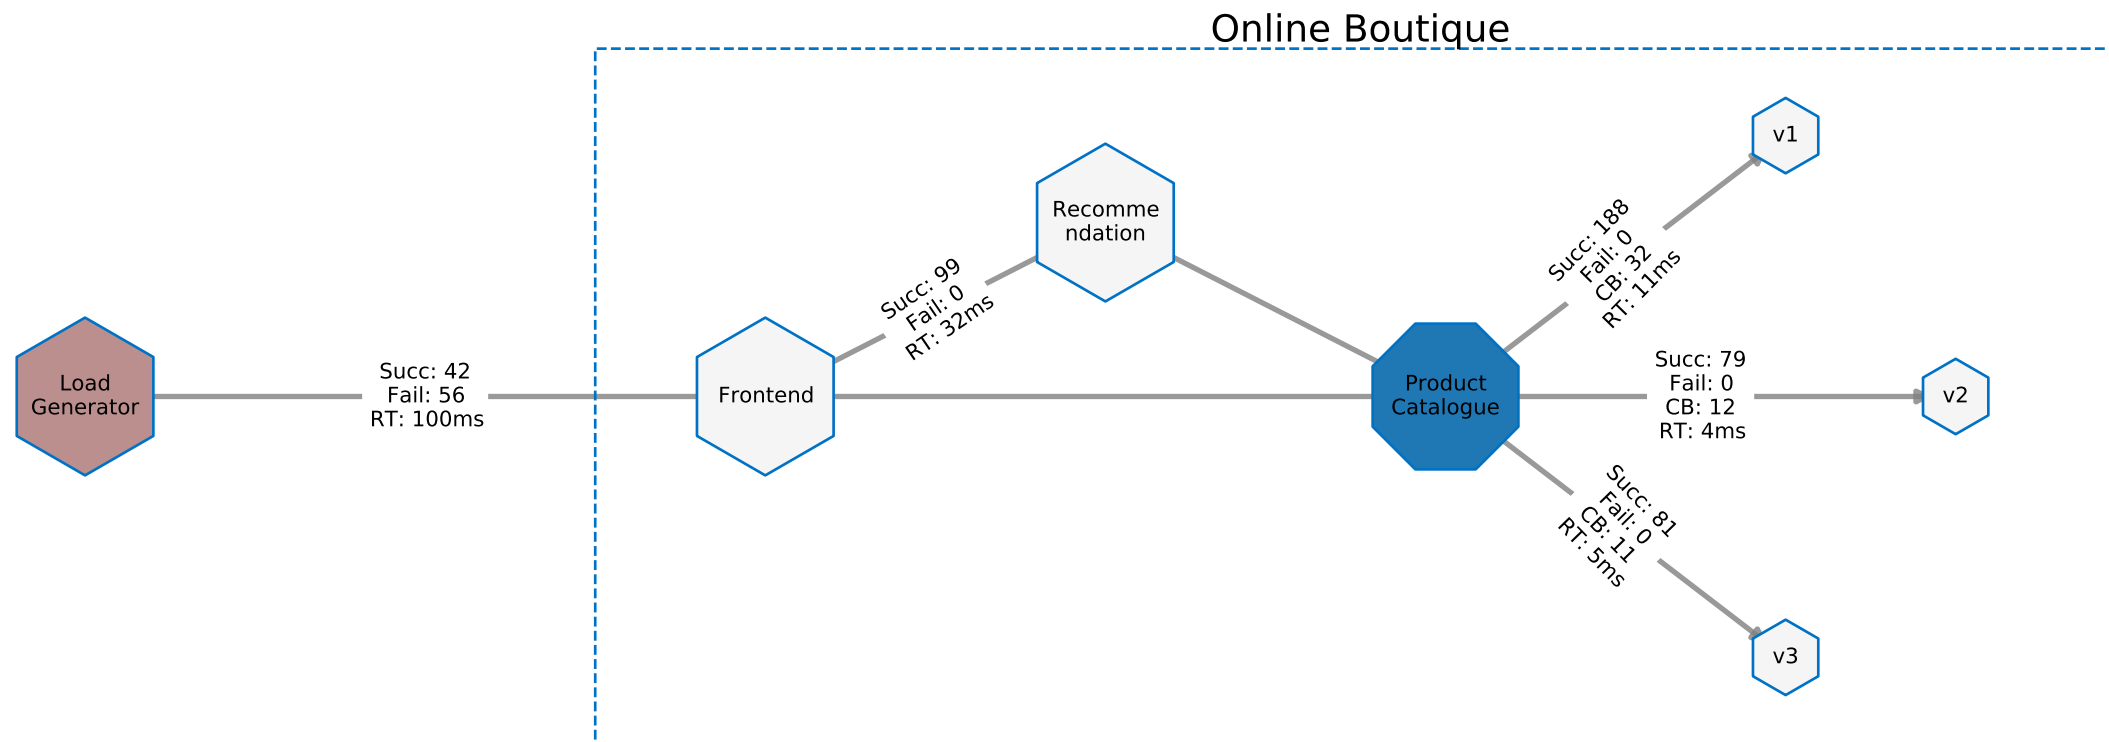 Online Boutique
Load
Generator
Succ: 42
Fail: 56
RT: 100ms
Frontend
Succ: 99
Fail: 0
RT: 32ms
Recomme
ndation
Product
Catalogue
Succ: 188
Fail: 0
CB: 32
RT: 11ms
v1
Succ: 79
Fail: 0
CB: 12
RT: 4ms
v2
Succ: 81
Fail: 0
CB: 11
RT: 5ms
v3